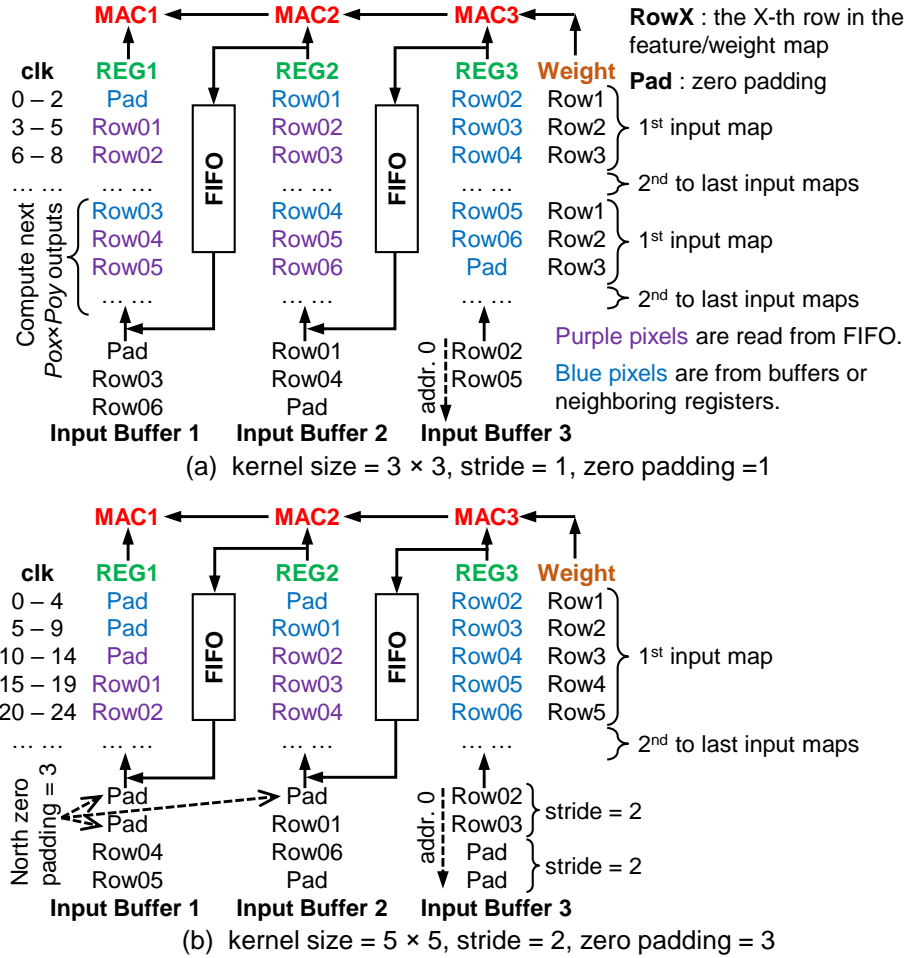 MAC1 MAC2 MAC3
RowX : the X-th row in the
feature/weight map
Pad : zero padding
clk REG1 REG2 REG3 Weight
0 – 2 Pad Row01 Row02 Row1
3 – 5 Row01 Row02 Row03 Row2
6 – 8 Row02 Row03 Row04 Row3
1st input map
FIFO FIFO
... ... ... ... ... ... ... ... 2nd to last input maps
Row03 Row04 Row05 Row1
Row04 Row05 Row06 Row2
Row05 Row06 Pad Row3
1st input map
... ... ... ... ... ... 2nd to last input maps
Compute next
Pox×Poy outputs
Purple pixels are read from FIFO.
Blue pixels are from buffers or
neighboring registers.
Pad Row01 Row02
Row03 Row04 Row05
Row06 Pad
addr. 0
Input Buffer 1 Input Buffer 2 Input Buffer 3
(a) kernel size = 3 × 3, stride = 1, zero padding =1
MAC1 MAC2 MAC3
clk REG1 REG2 REG3 Weight
0 – 4 Pad Pad Row02 Row1
5 – 9 Pad Row01 Row03 Row2
10 – 14 Pad Row02 Row04 Row3
15 – 19 Row01 Row03 Row05 Row4
20 – 24 Row02 Row04 Row06 Row5
1st input map
FIFO FIFO
... ... ... ... ... ... ... ... 2nd to last input maps
North zero
padding = 3
Pad Pad Row02
Pad Row01 Row03
Row04 Row06 Pad
Row05 Pad Pad
addr. 0
stride = 2
stride = 2
Input Buffer 1 Input Buffer 2 Input Buffer 3
(b) kernel size = 5 × 5, stride = 2, zero padding = 3